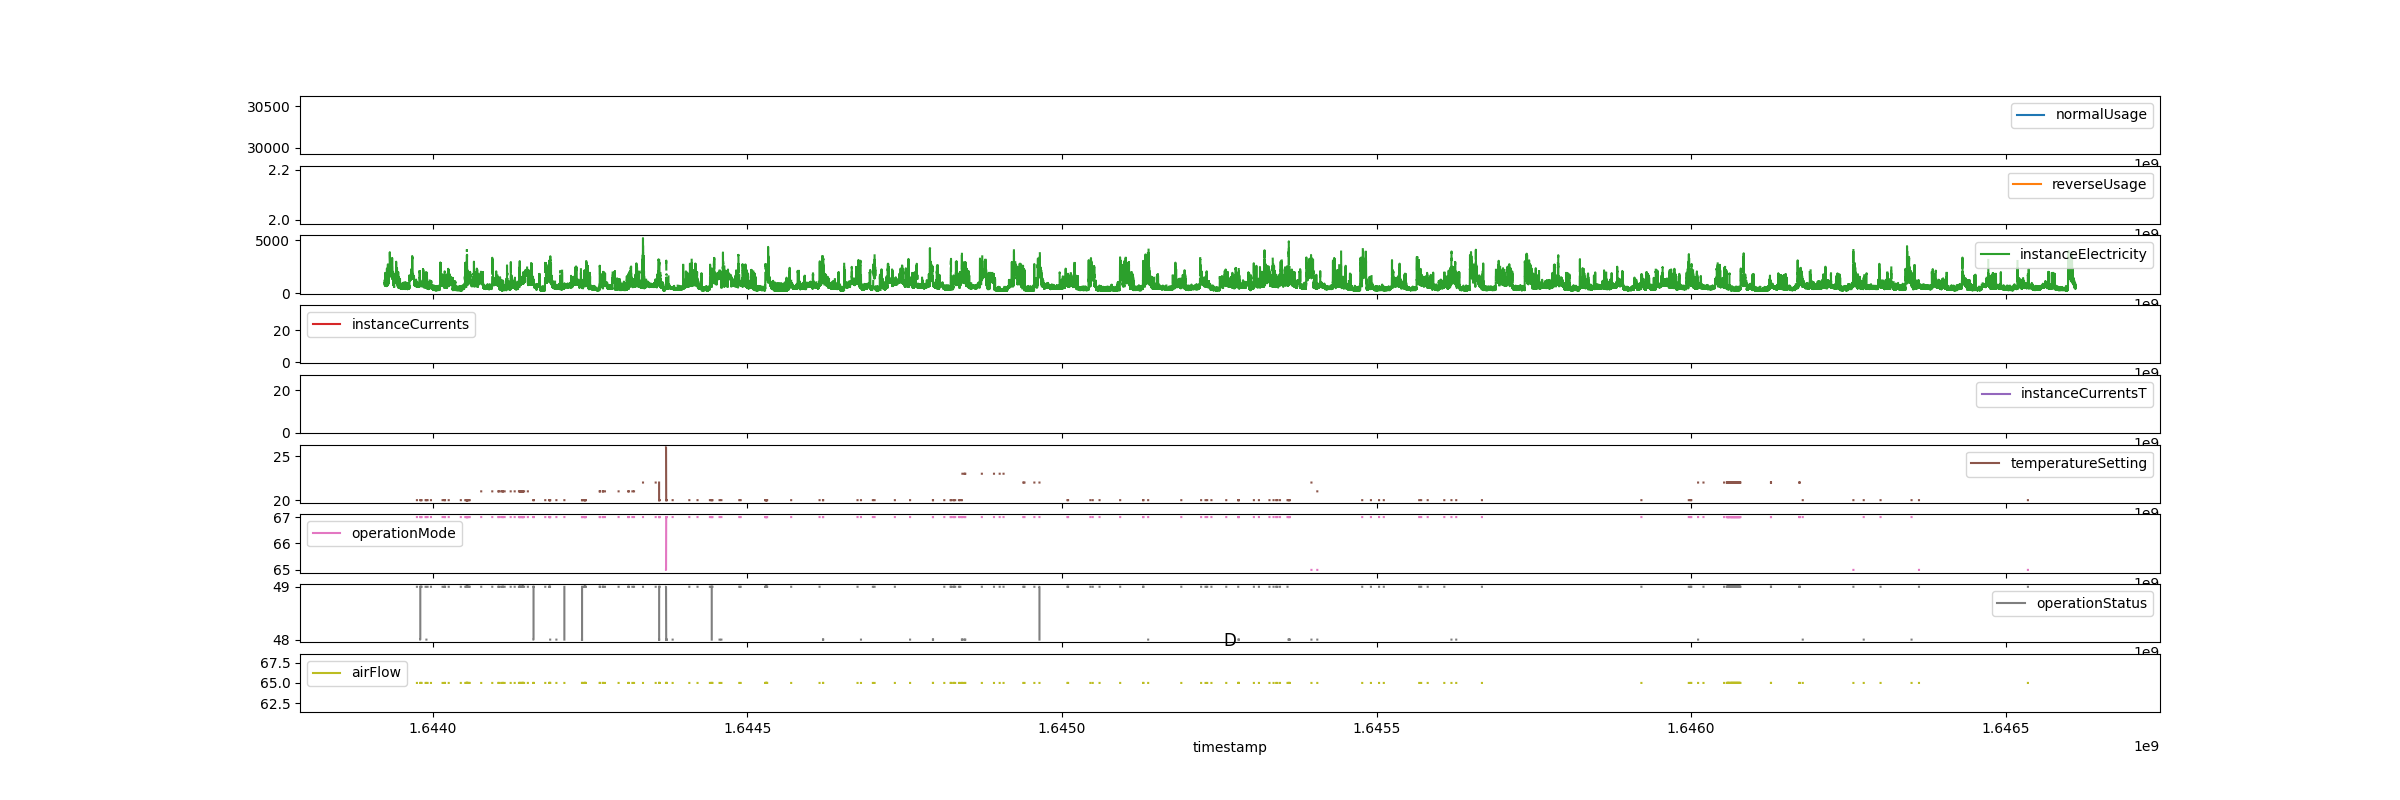 30500
30000
normalUsage
1e9
2.2
2.0
reverseUsage
1e9
5000
0
instanceElectricity
1e9
20
0
instanceCurrents
1e9
20
0
instanceCurrentsT
1e9
25
20
temperatureSetting
1e9
67
66
65
operationMode
1e9
49
48
operationStatus
1e9
D
67.5
65.0
62.5
airFlow
1.6440 1.6445 1.6450 1.6455 1.6460 1.6465
timestamp
1e9